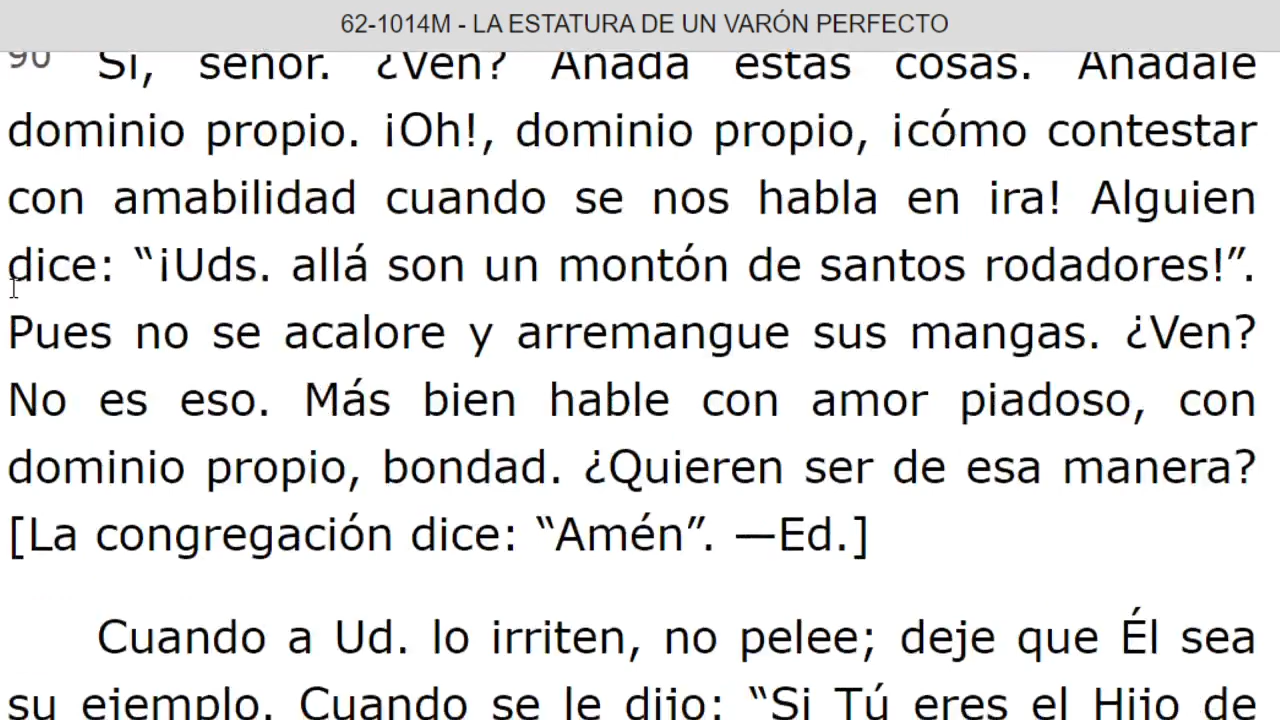 62-1014M - LA ESTATURA DE UN VARÓN PERFECTO
90 Sí, señor. ¿Ven? Añada estas cosas. Añádale
dominio propio. ¡Oh!, dominio propio, ¡cómo contestar
con amabilidad cuando se nos habla en ira! Alguien
dice: “¡Uds. allá son un montón de santos rodadores!”.
Pues no se acalore y arremangue sus mangas. ¿Ven?
No es eso. Más bien hable con amor piadoso, con
dominio propio, bondad. ¿Quieren ser de esa manera?
[La congregación dice: “Amén”. —Ed.]
Cuando a Ud. lo irriten, no pelee; deje que Él sea
su ejemplo. Cuando se le dijo: “Si Tú eres el Hijo de